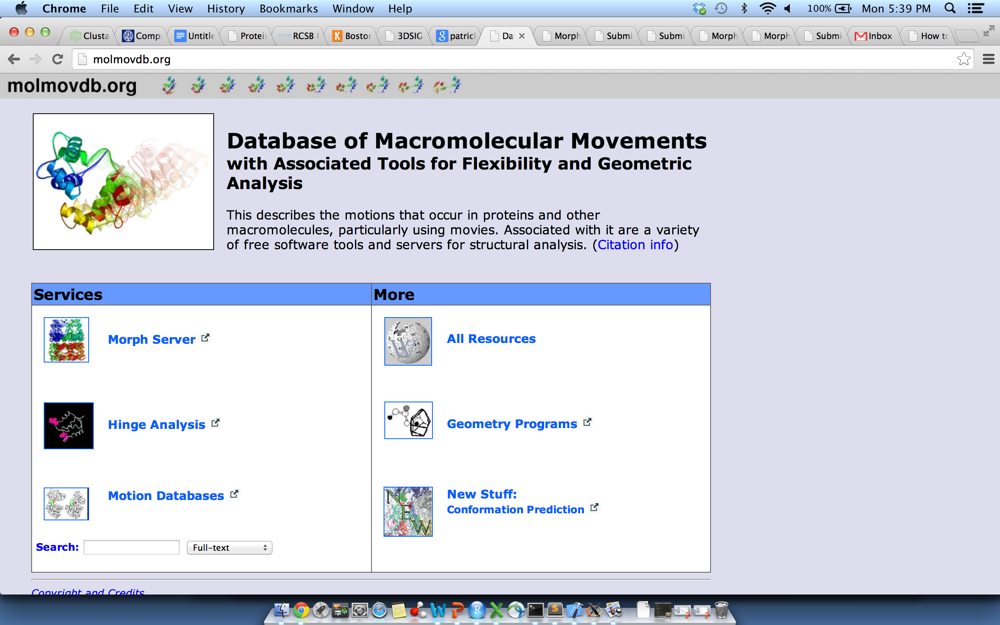 Chrome File Edit View History Bookmarks Window Help 100% Mon 5:39 PM
Clusta Comp Untitle Protei PDB RCSB K Bostor 3DSIG g patric Da Morph Submi Submi Morph Morph Submi Inbox How to
molmovdb.org
molmovdb.org
Database of Macromolecular Movements
with Associated Tools for Flexibility and Geometric
Analysis
This describes the motions that occur in proteins and other
macromolecules, particularly using movies. Associated with it are a variety
of free software tools and servers for structural analysis. (Citation info)
Services More
Morph Server All Resources
Hinge Analysis Geometry Programs
Motion Databases New Stuff:
Conformation Prediction
NEW
Search: Full-text
Copyright and Credits